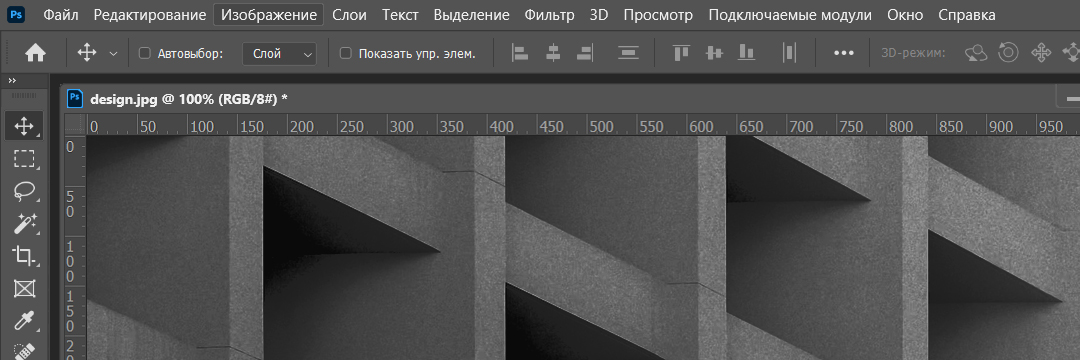 Ps Файл Редактирование Изображение Слои Текст Выделение Фильтр 3D Просмотр Подключаемые модули Окно Справка
Автовыбор: Слой Показать упр. элем. 3D-режим:
Ps design.jpg @ 100% (RGB/8#) *
0 50 100 150 200 250 300 350 400 450 500 550 600 650 700 750 800 850 900 950
0
50
100
150
20